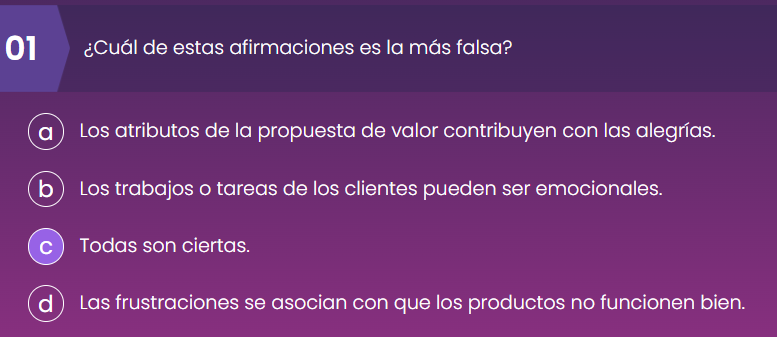 01
¿Cuál de estas afirmaciones es la más falsa?
a Los atributos de la propuesta de valor contribuyen con las alegrías.
b Los trabajos o tareas de los clientes pueden ser emocionales.
c Todas son ciertas.
d Las frustraciones se asocian con que los productos no funcionen bien.